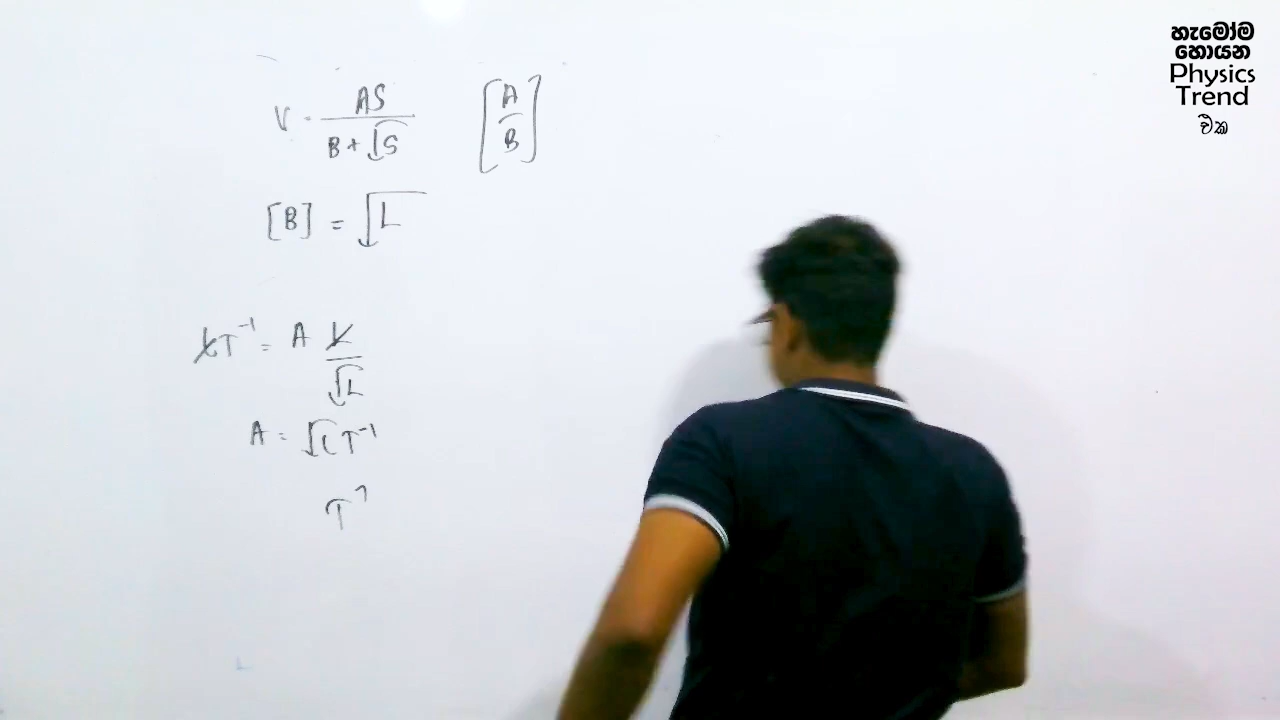 V = AS / (B + √S) [A/B]
[B] = √L
LT⁻¹ = A L / √L
A = √L T⁻¹
T⁻¹
හැමෝම
හොයන
Physics
Trend
එක